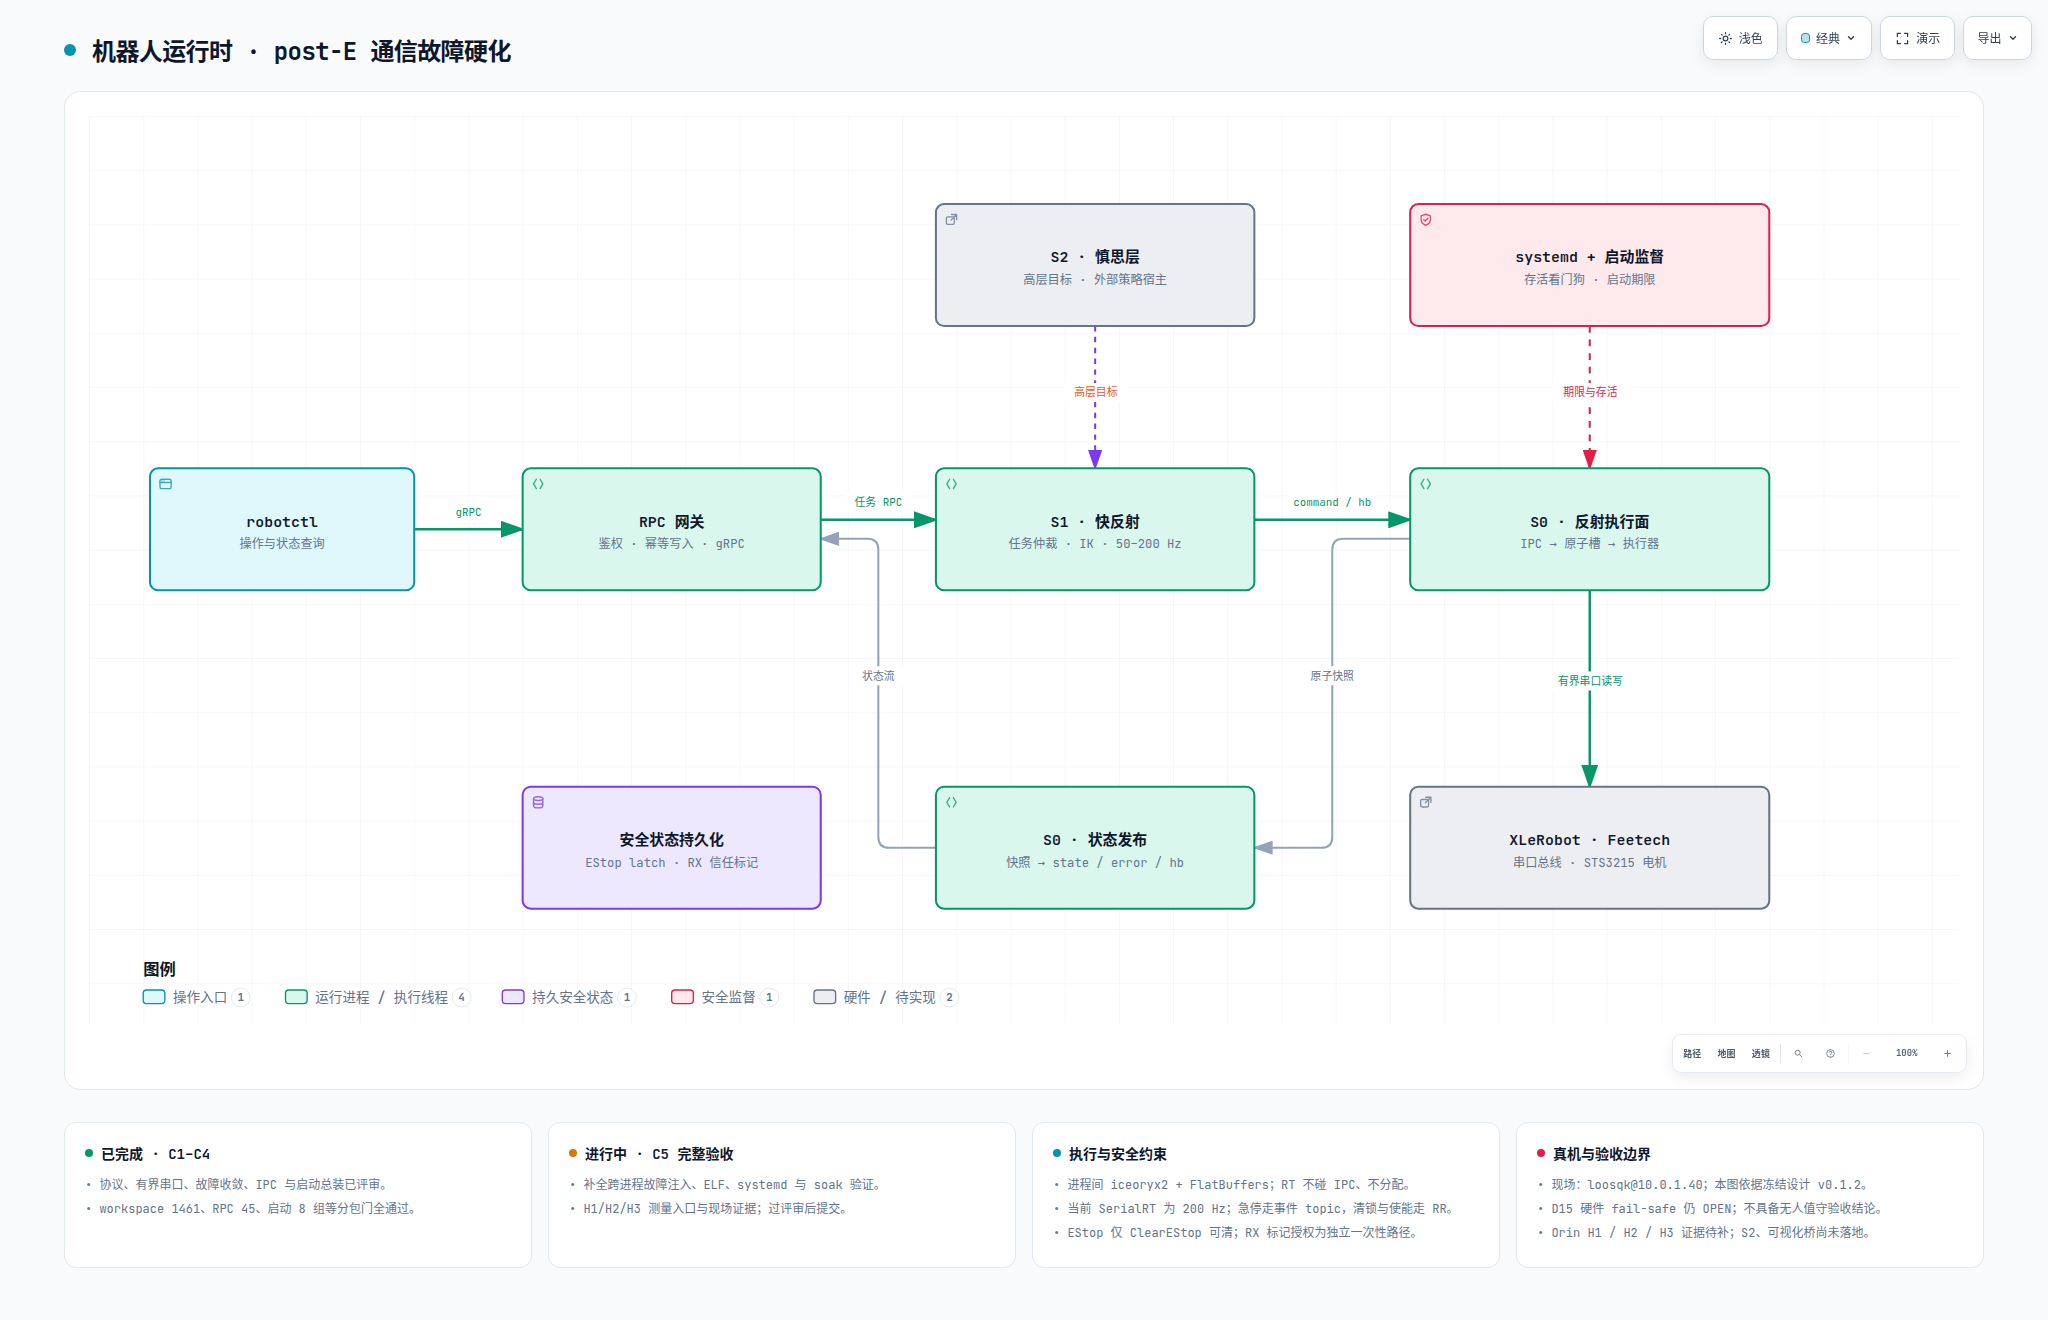 机器人运行时 · post-E 通信故障硬化
浅色
经典
演示
导出
S2 · 慎思层
高层目标 · 外部策略宿主
systemd + 启动监督
存活看门狗 · 启动期限
高层目标
期限与存活
robotctl
操作与状态查询
gRPC
RPC 网关
鉴权 · 幂等写入 · gRPC
任务 RPC
S1 · 快反射
任务仲裁 · IK · 50-200 Hz
command / hb
S0 · 反射执行面
IPC → 原子槽 → 执行器
状态流
原子快照
有界串口读写
安全状态持久化
EStop latch · RX 信任标记
S0 · 状态发布
快照 → state / error / hb
XLeRobot · Feetech
串口总线 · STS3215 电机
图例
操作入口 1
运行进程 / 执行线程 4
持久安全状态 1
安全监督 1
硬件 / 待实现 2
路径 地图 透镜 − 100% +
已完成 · C1-C4
• 协议、有界串口、故障收敛、IPC 与启动总装已评审。
• workspace 1461、RPC 45、启动 8 组等分包门全通过。
进行中 · C5 完整验收
• 补全跨进程故障注入、ELF、systemd 与 soak 验证。
• H1/H2/H3 测量入口与现场证据；过评审后提交。
执行与安全约束
• 进程间 iceoryx2 + FlatBuffers；RT 不碰 IPC、不分配。
• 当前 SerialRT 为 200 Hz；急停走事件 topic，清锁与使能走 RR。
• EStop 仅 ClearEStop 可清；RX 标记授权为独立一次性路径。
真机与验收边界
• 现场：loosqk@10.0.1.40；本图依据冻结设计 v0.1.2。
• D15 硬件 fail-safe 仍 OPEN；不具备无人值守验收结论。
• Orin H1 / H2 / H3 证据待补；S2、可视化桥尚未落地。